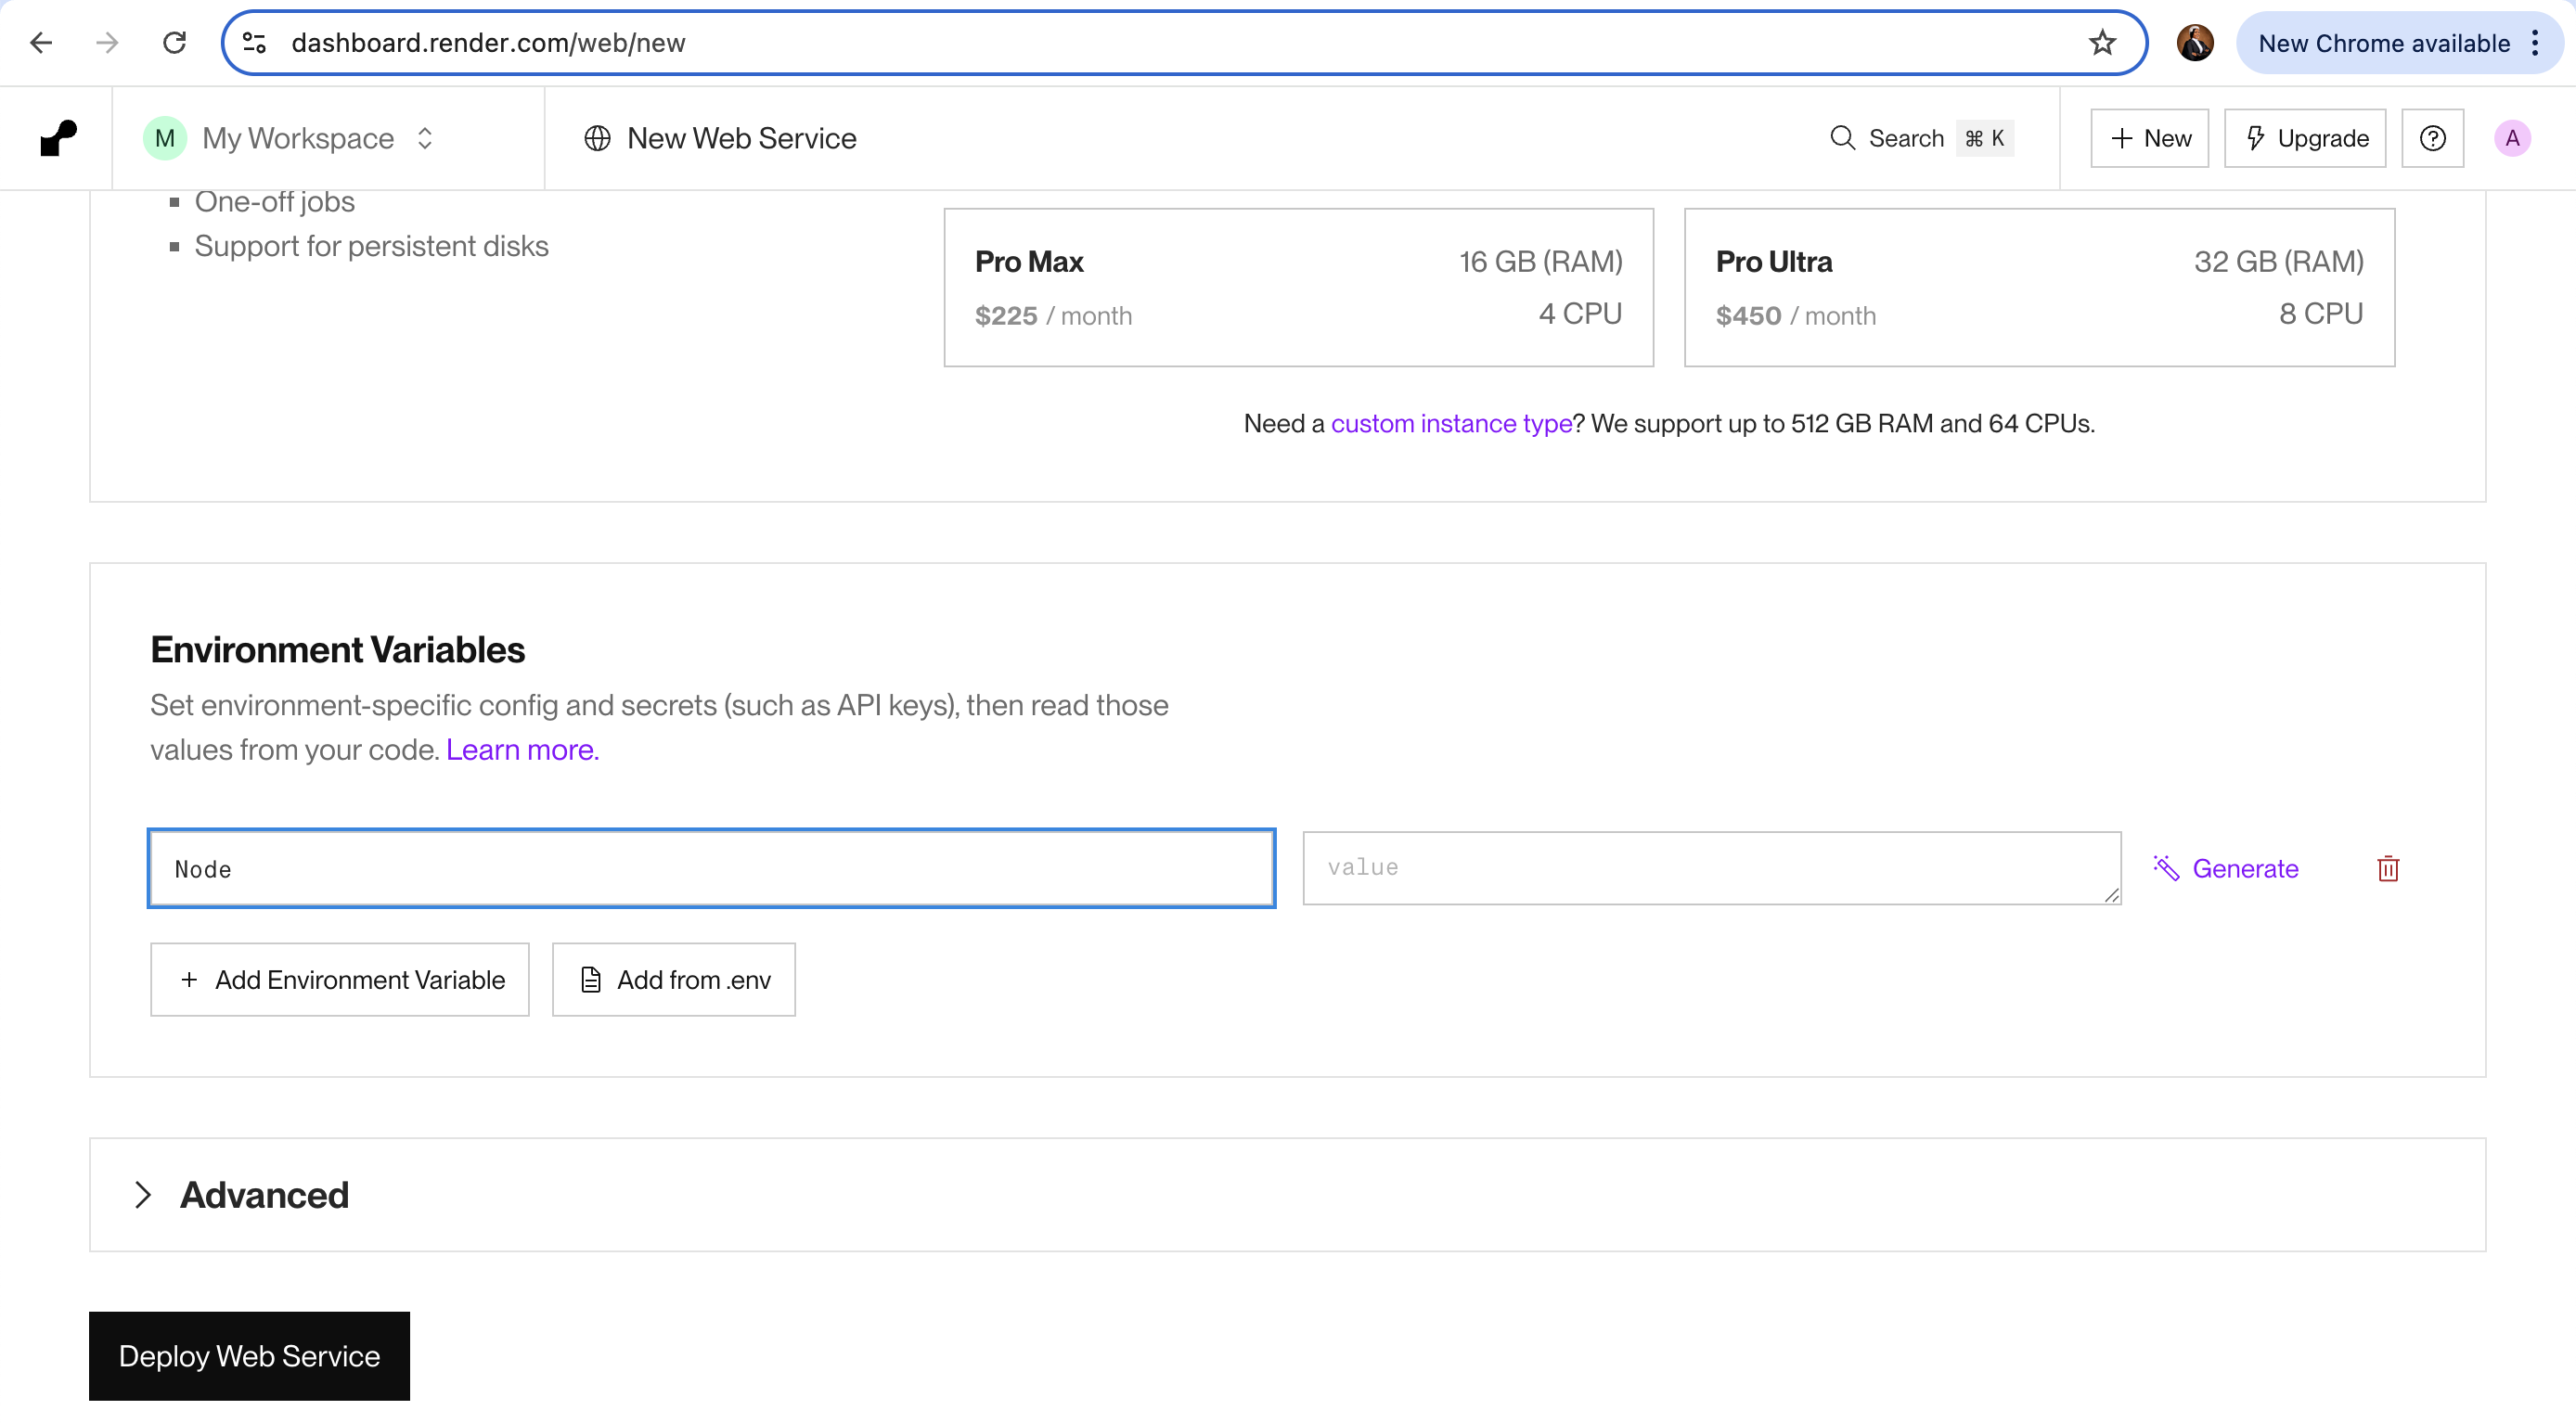 dashboard.render.com/web/new
New Chrome available
M My Workspace
New Web Service
Search ⌘ K
+ New
Upgrade
A
One-off jobs
Support for persistent disks
Pro Max 16 GB (RAM)
$225 / month 4 CPU
Pro Ultra 32 GB (RAM)
$450 / month 8 CPU
Need a custom instance type? We support up to 512 GB RAM and 64 CPUs.
Environment Variables
Set environment-specific config and secrets (such as API keys), then read those
values from your code. Learn more.
Node
value
Generate
+ Add Environment Variable
Add from .env
Advanced
Deploy Web Service